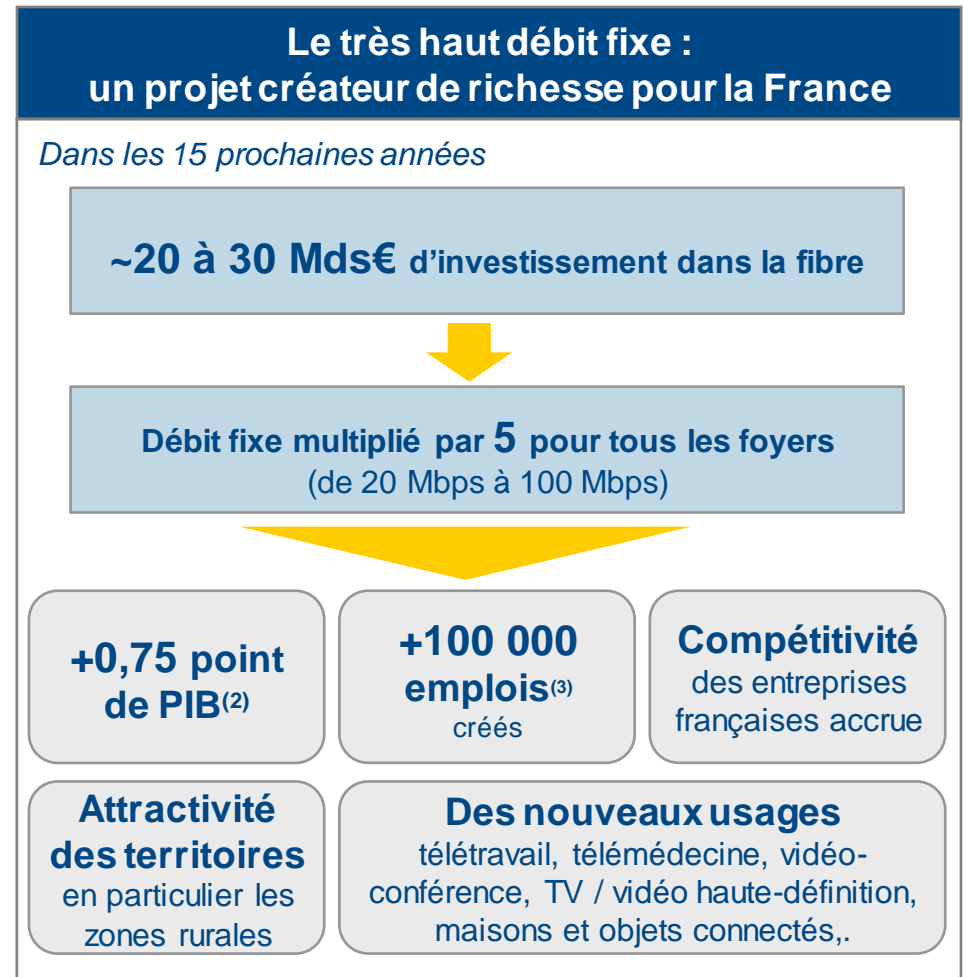 Le très haut débit fixe :
un projet créateur de richesse pour la France
Dans les 15 prochaines années
~20 à 30 Mds€ d’investissement dans la fibre
Débit fixe multiplié par 5 pour tous les foyers
(de 20 Mbps à 100 Mbps)
+0,75 point
de PIB(2)
+100 000
emplois(3)
créés
Compétitivité
des entreprises
françaises accrue
Attractivité
des territoires
en particulier les
zones rurales
Des nouveaux usages
télétravail, télémédecine, vidéo-
conférence, TV / vidéo haute-définition,
maisons et objets connectés,.